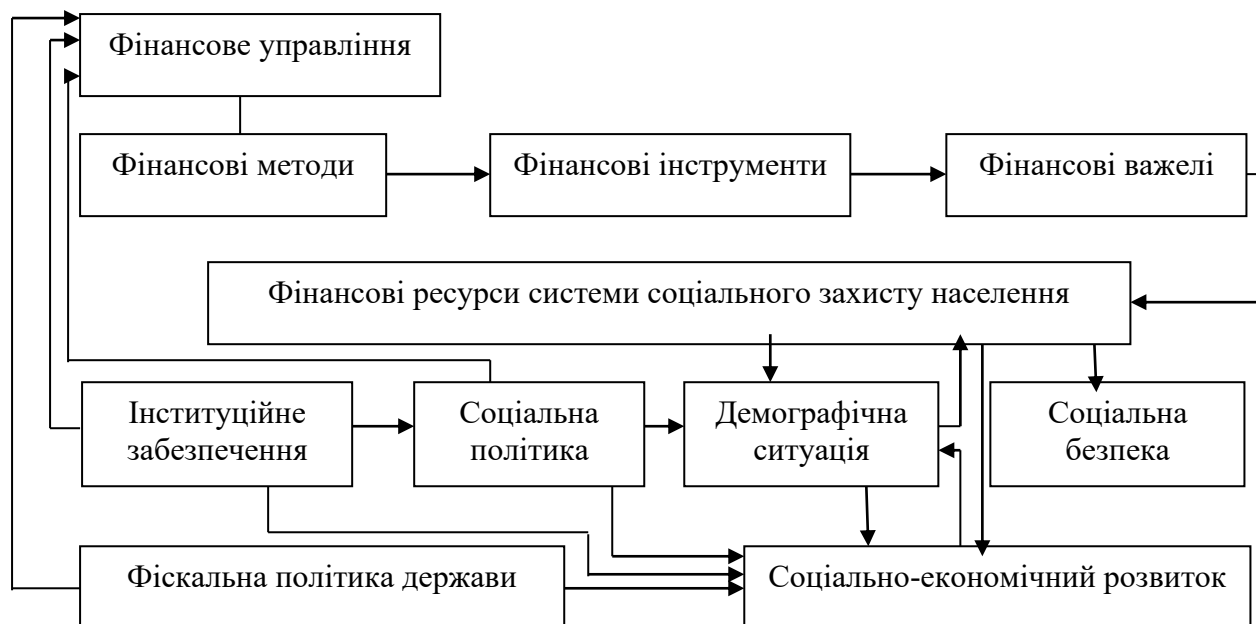 Фінансове управління
Фінансові методи
Фінансові інструменти
Фінансові важелі
Фінансові ресурси системи соціального захисту населення
Інституційне
забезпечення
Соціальна
політика
Демографічна
ситуація
Соціальна
безпека
Фіскальна політика держави
Соціально-економічний розвиток